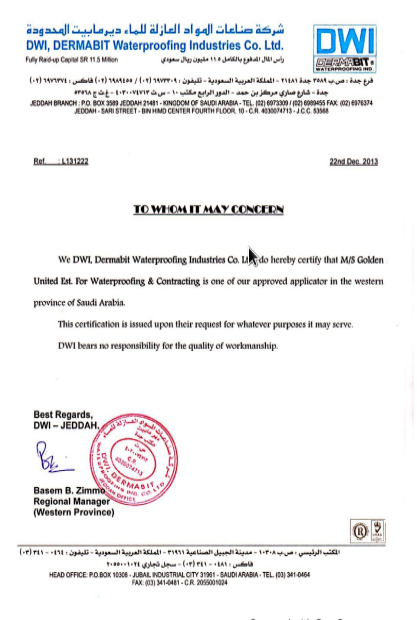 شركة صناعات المواد العازلة للماء ديرمابيت المحدودة
DWI, DERMABIT Waterproofing Industries Co. Ltd.
Fully Raid-up Capital SR 11.5 Million
رأس المال المدفوع بالكامل ١١.٥ مليون ريال سعودي
DWI
DERMABIT
WATERPROOFING IND.
فرع جدة : ص.ب ٣٥٨٩ جدة ٢١٤٨١ - المملكة العربية السعودية - تليفون : ٦٩٧٣٣٠٩ (٠٢) ٦٩٨٩٤٥٥ (٠٢) فاكس : ٦٩٧٦٣٧٤ (٠٢)
جدة - شارع صاري مركز بن حمد - الدور الرابع مكتب ١٠ - س ت ٤٠٣٠٠٧٤٧١٣ - غ ت ج ٥٣٥٦٨
JEDDAH BRANCH : P.O. BOX 3589 JEDDAH 21481 - KINGDOM OF SAUDI ARABIA - TEL. (02) 6973309 / (02) 6989455 FAX: (02) 6976374
JEDDAH - SARI STREET - BIN HIMD CENTER FOURTH FLOOR, 10 - C.R. 4030074713 - J.C.C. 53568
Ref. : L131222
22nd Dec. 2013
TO WHOM IT MAY CONCERN
We DWI, Dermabit Waterproofing Industries Co. do hereby certify that M/S Golden
United Est. For Waterproofing & Contracting is one of our approved applicator in the western
province of Saudi Arabia.
This certification is issued upon their request for whatever purposes it may serve.
DWI bears no responsibility for the quality of workmanship.
Best Regards,
DWI – JEDDAH,
C.R.
4030074713
DWI, DERMABIT
WATERPROOFING IND. CO. LTD
JEDDAH OFFICE
Basem B. Zimmo
Regional Manager
(Western Province)
المكتب الرئيسي : ص.ب ١٠٣٠٨ - مدينة الجبيل الصناعية ٣١٩٦١ - المملكة العربية السعودية - تليفون : ٠٤٦٤-٣٤١ (٠٣)
فاكس : ٠٤٨١-٣٤١ (٠٣) - سجل تجاري ٢٠٥٥٠٠١٠٢٤
HEAD OFFICE: P.O.BOX 10308 - JUBAIL INDUSTRIAL CITY 31961 - SAUDI ARABIA - TEL. (03) 341-0464
FAX: (03) 341-0481 - C.R. 2055001024